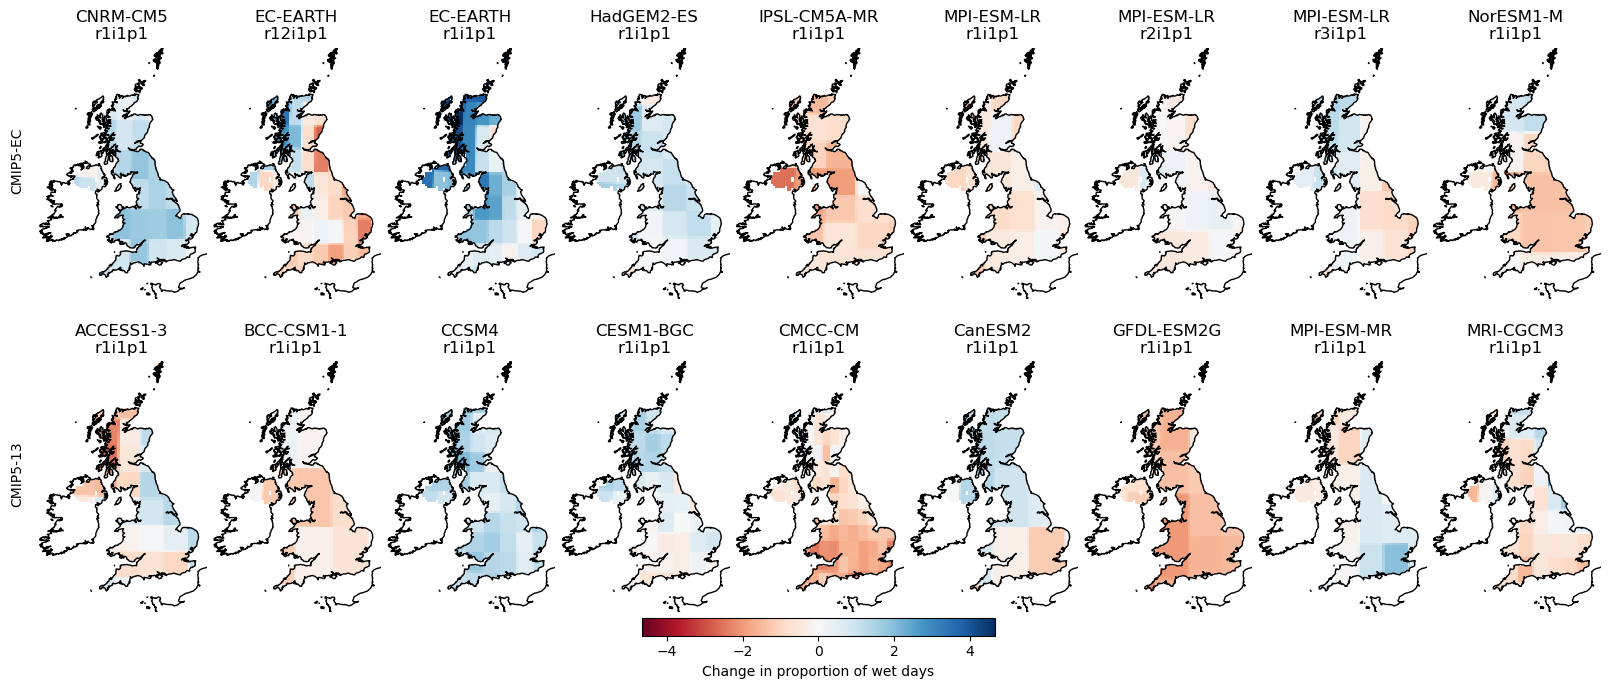 CNRM-CM5 EC-EARTH EC-EARTH HadGEM2-ES IPSL-CM5A-MR MPI-ESM-LR MPI-ESM-LR MPI-ESM-LR NorESM1-M
r1i1p1 r12i1p1 r1i1p1 r1i1p1 r1i1p1 r1i1p1 r2i1p1 r3i1p1 r1i1p1
CMIP5-EC
ACCESS1-3 BCC-CSM1-1 CCSM4 CESM1-BGC CMCC-CM CanESM2 GFDL-ESM2G MPI-ESM-MR MRI-CGCM3
r1i1p1 r1i1p1 r1i1p1 r1i1p1 r1i1p1 r1i1p1 r1i1p1 r1i1p1 r1i1p1
CMIP5-13
−4 −2 0 2 4
Change in proportion of wet days